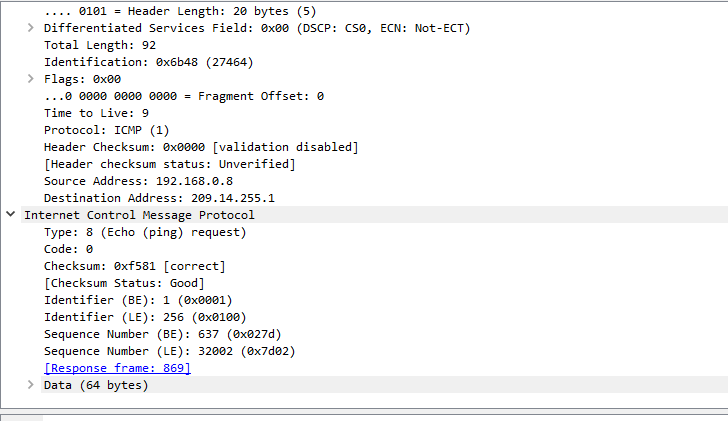 .... 0101 = Header Length: 20 bytes (5)
Differentiated Services Field: 0x00 (DSCP: CS0, ECN: Not-ECT)
Total Length: 92
Identification: 0x6b48 (27464)
Flags: 0x00
...0 0000 0000 0000 = Fragment Offset: 0
Time to Live: 9
Protocol: ICMP (1)
Header Checksum: 0x0000 [validation disabled]
[Header checksum status: Unverified]
Source Address: 192.168.0.8
Destination Address: 209.14.255.1
Internet Control Message Protocol
Type: 8 (Echo (ping) request)
Code: 0
Checksum: 0xf581 [correct]
[Checksum Status: Good]
Identifier (BE): 1 (0x0001)
Identifier (LE): 256 (0x0100)
Sequence Number (BE): 637 (0x027d)
Sequence Number (LE): 32002 (0x7d02)
[Response frame: 869]
Data (64 bytes)